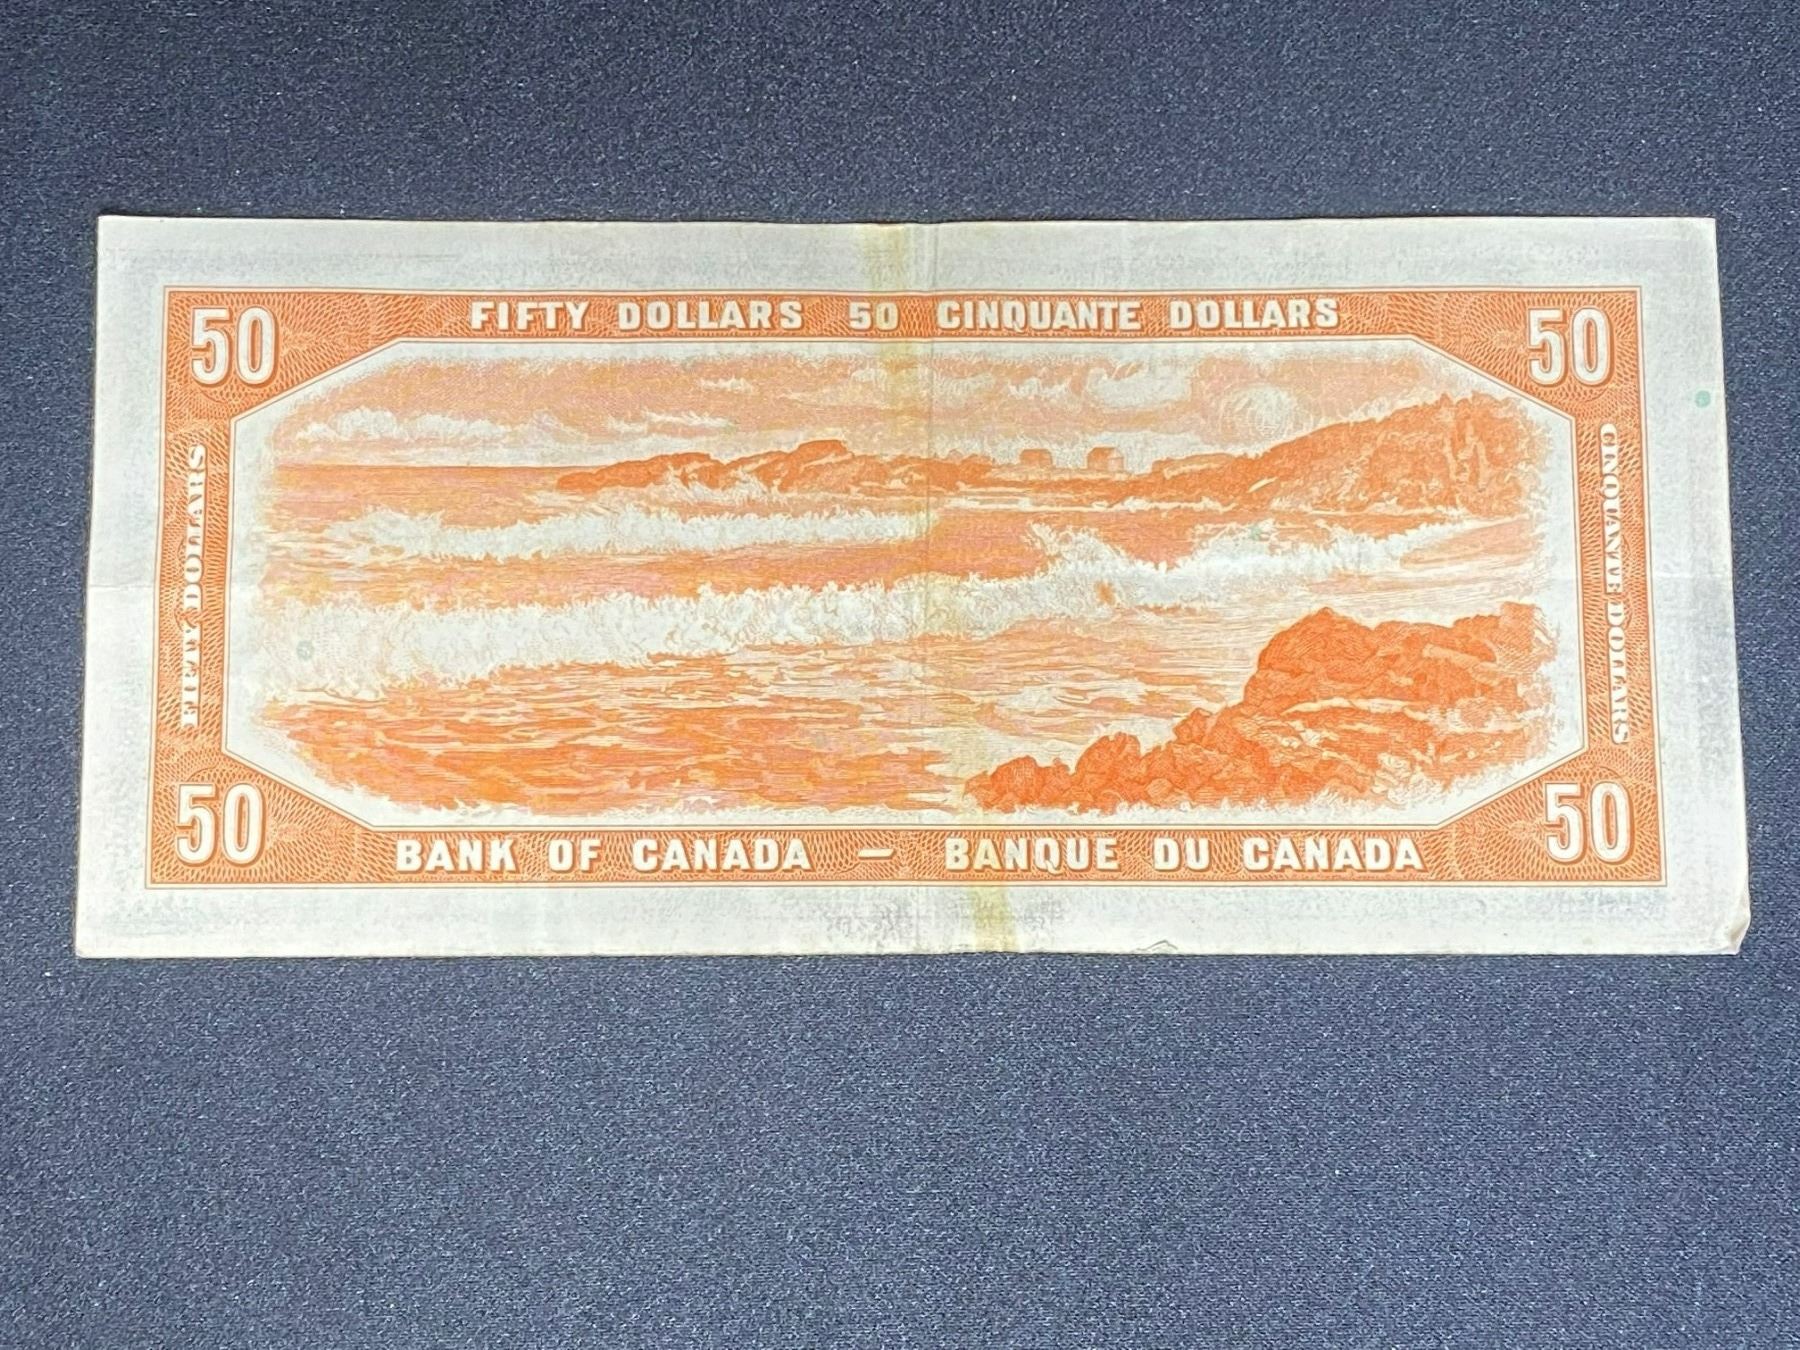 FIFTY DOLLARS 50 CINQUANTE DOLLARS
50
50
FIFTY DOLLARS
CINQUANTE DOLLARS
50
50
BANK OF CANADA — BANQUE DU CANADA